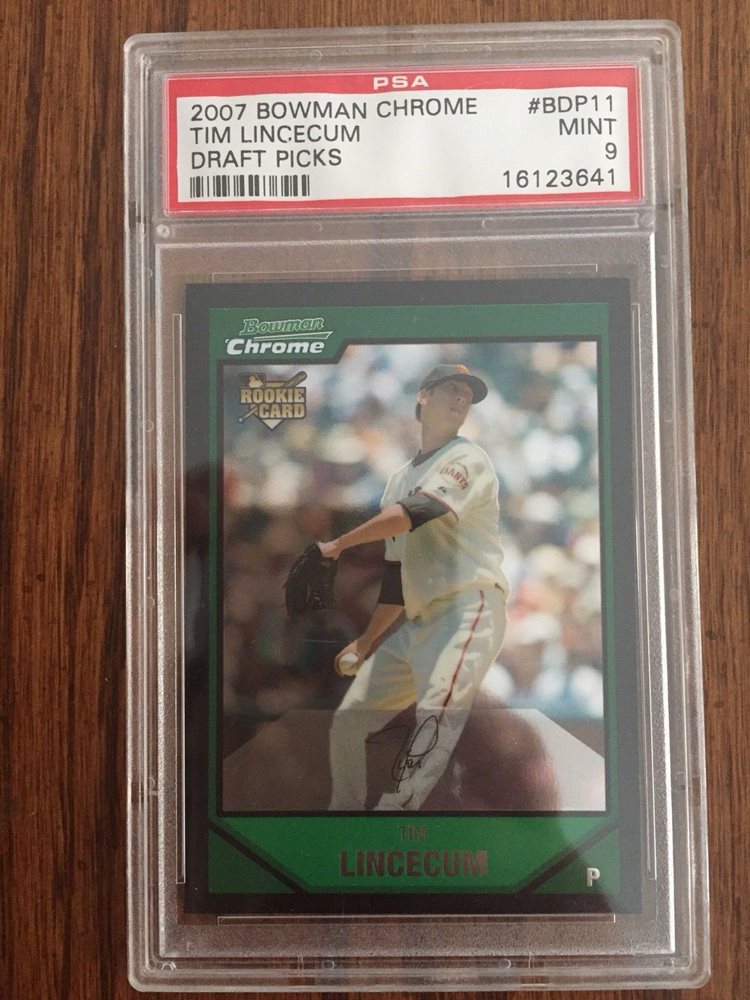 PSA
2007 BOWMAN CHROME #BDP11
TIM LINCECUM MINT
DRAFT PICKS 9
16123641
Bowman
Chrome
ROOKIE
CARD
GIANTS
TIM
LINCECUM
P